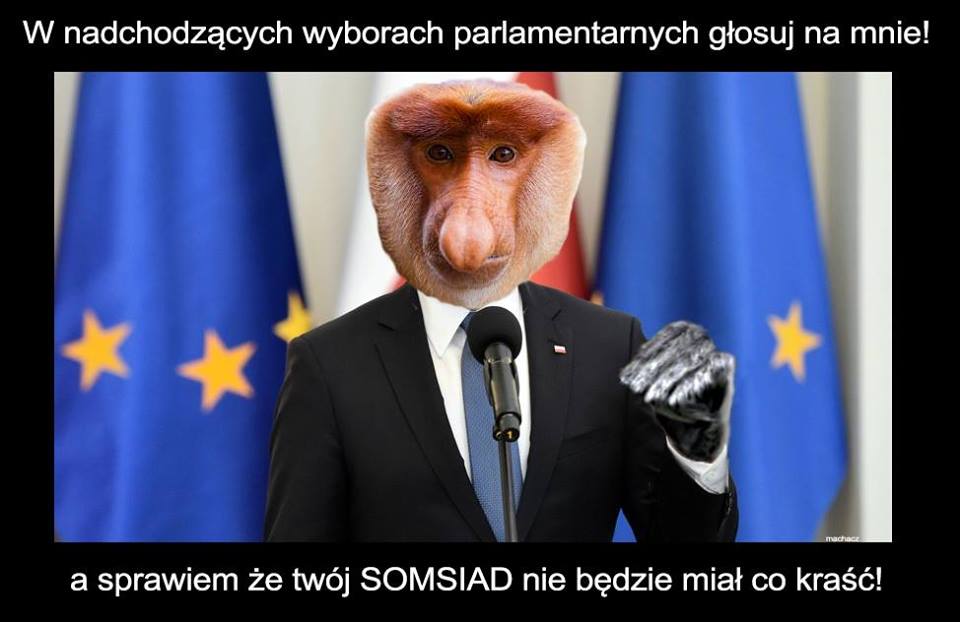 W nadchodzących wyborach parlamentarnych głosuj na mnie!
machacz
a sprawiem że twój SOMSIAD nie będzie miał co kraść!